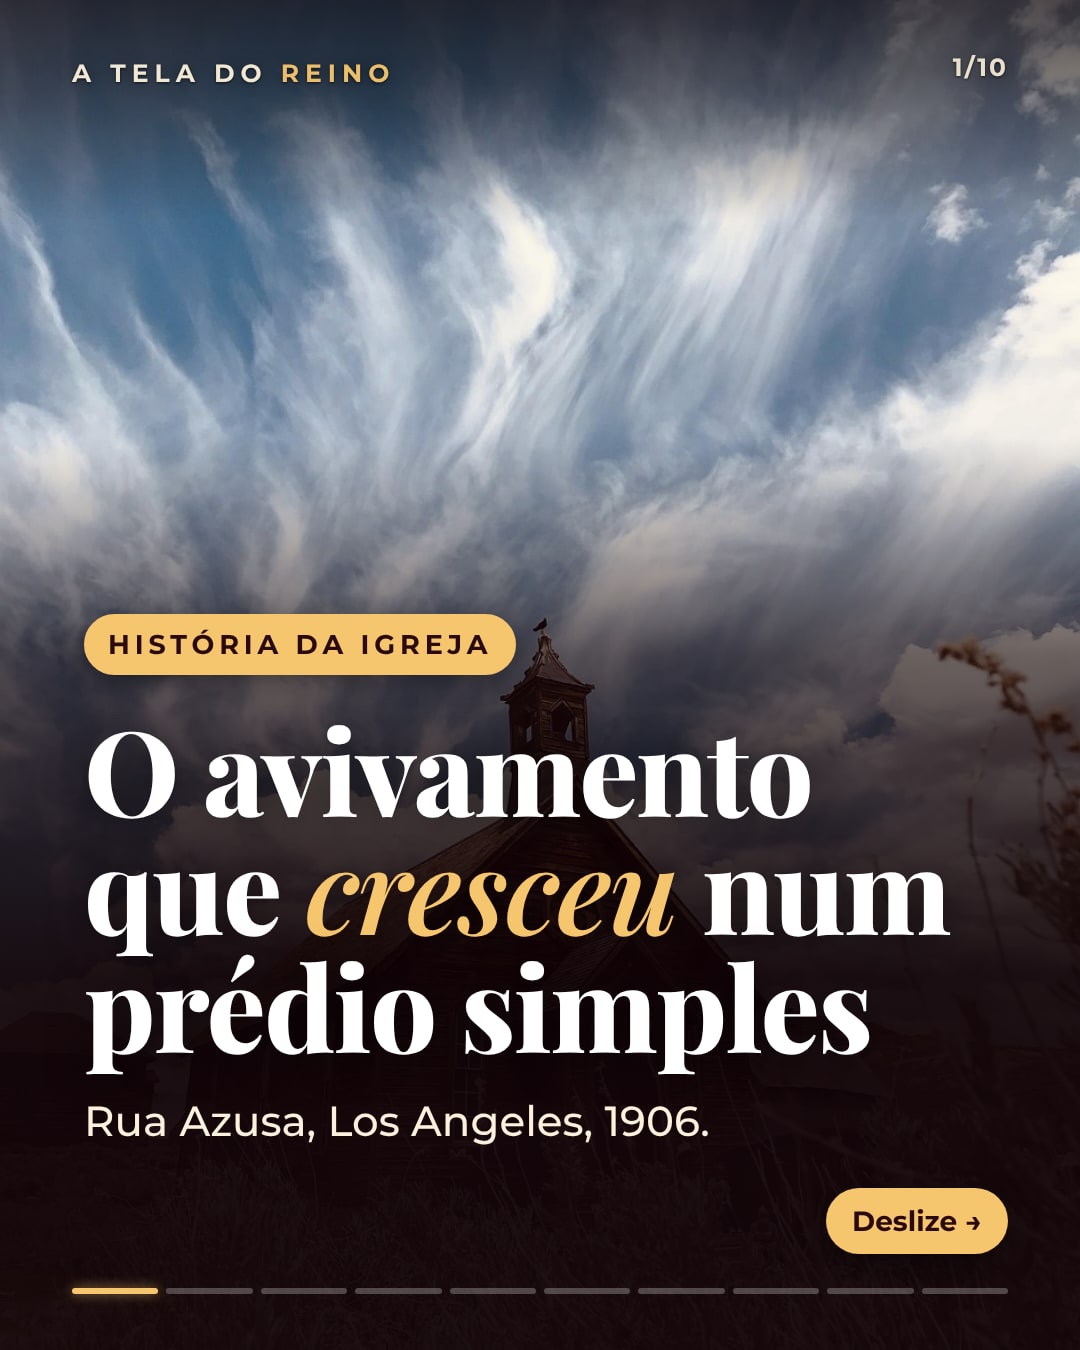 A TELA DO REINO
1/10
HISTÓRIA DA IGREJA
O avivamento
que cresceu num
prédio simples
Rua Azusa, Los Angeles, 1906.
Deslize →